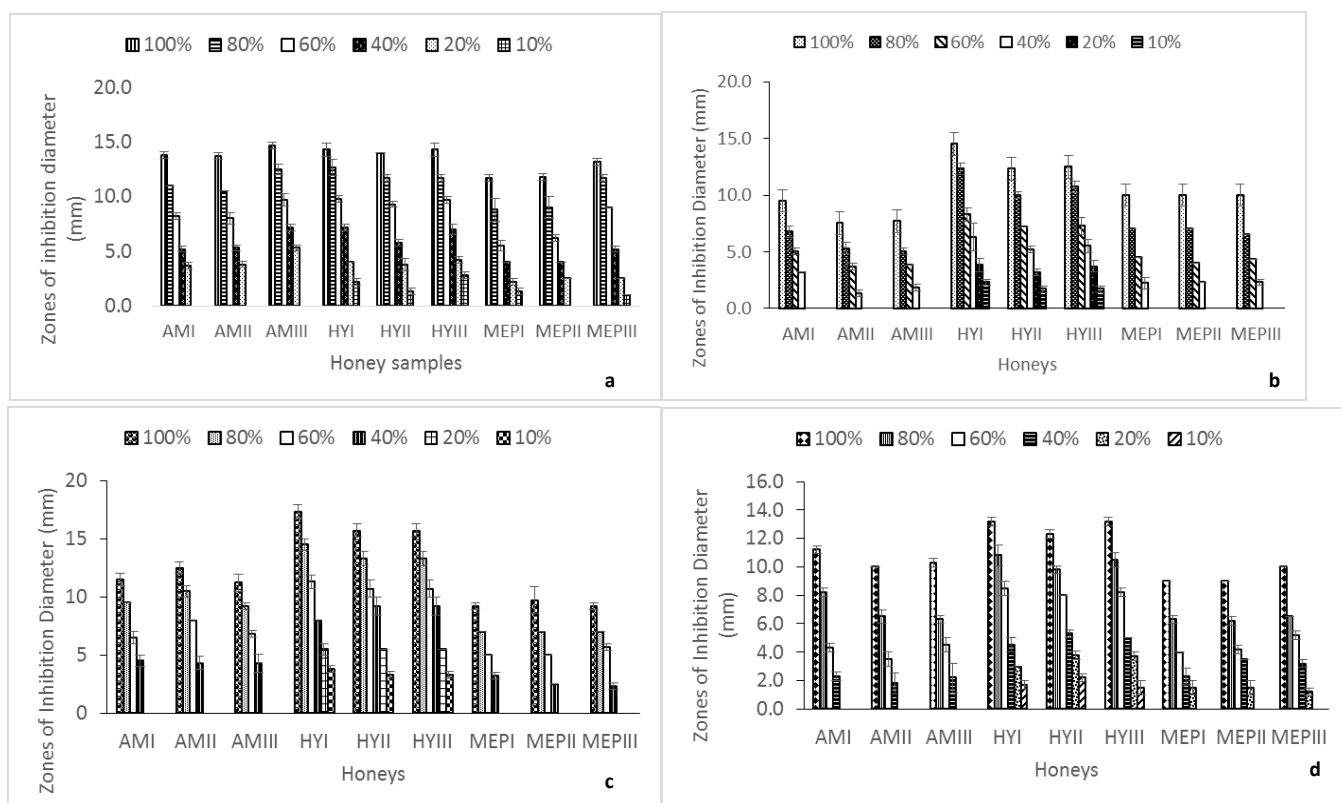 100% 80% 60% 40% 20% 10%
Zones of inhibition diameter
(mm)
20.0
15.0
10.0
5.0
0.0
AMI AMII AMIII HYI HYII HYIII MEPI MEPII MEPIII
Honey samples
a
100% 80% 60% 40% 20% 10%
Zones of Inhibition Diameter (mm)
20.0
15.0
10.0
5.0
0.0
AMI AMII AMIII HYI HYII HYIII MEPI MEPII MEPIII
Honeys
b
100% 80% 60% 40% 20% 10%
Zones of Inhibition Diameter (mm)
20
15
10
5
0
AMI AMII AMIII HYI HYII HYIII MEPI MEPII MEPIII
Honeys
c
100% 80% 60% 40% 20% 10%
Zones of Inhibition Diameter
(mm)
16.0
14.0
12.0
10.0
8.0
6.0
4.0
2.0
0.0
AMI AMII AMIII HYI HYII HYIII MEPI MEPII MEPIII
Honeys
d